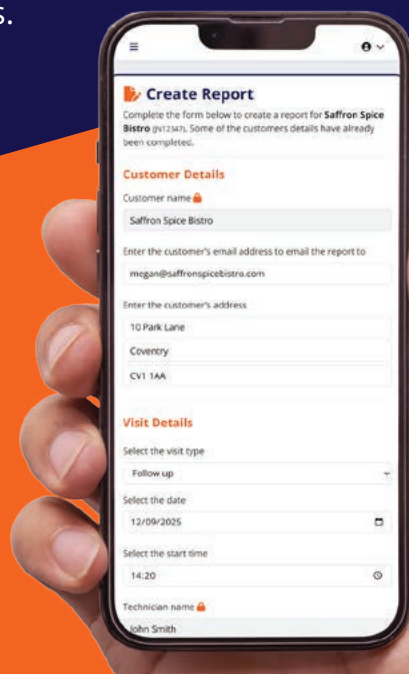 s.
Create Report
Complete the form below to create a report for Saffron Spice
Bistro (JN12347). Some of the customers details have already
been completed.
Customer Details
Customer name
Saffron Spice Bistro
Enter the customer's email address to email the report to
megan@saffronspicebistro.com
Enter the customer's address
10 Park Lane
Coventry
CV1 1AA
Visit Details
Select the visit type
Follow up
Select the date
12/09/2025
Select the start time
14:20
Technician name
John Smith